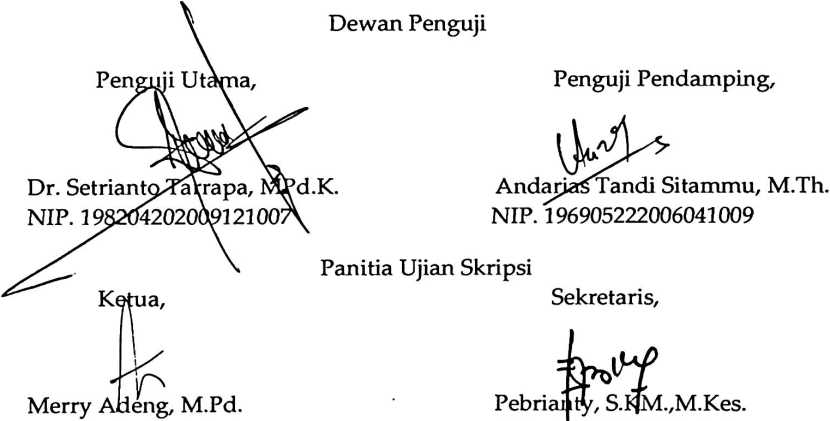 Dewan Penguji
Penguji Utama, Penguji Pendamping,
Dr. Setrianto Tarrapa, M.Pd.K. Andarias Tandi Sitammu, M.Th.
NIP. 198204202009121007 NIP. 196905222006041009
Panitia Ujian Skripsi
Ketua, Sekretaris,
Merry Adeng, M.Pd. Pebrianty, S.KM.,M.Kes.